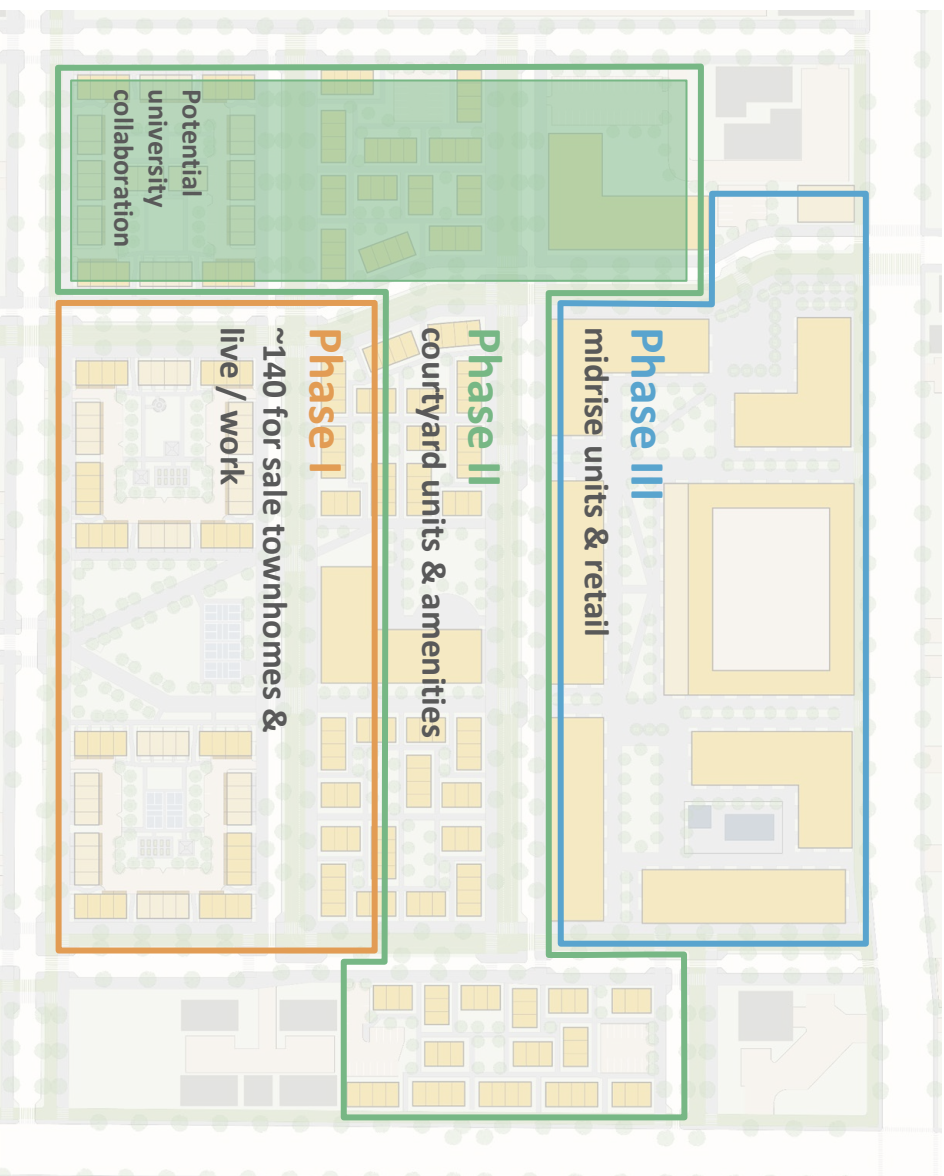 Phase III
midrise units & retail
Phase II
courtyard units & amenities
Phase I
~140 for sale townhomes &
live / work
Potential
university
collaboration